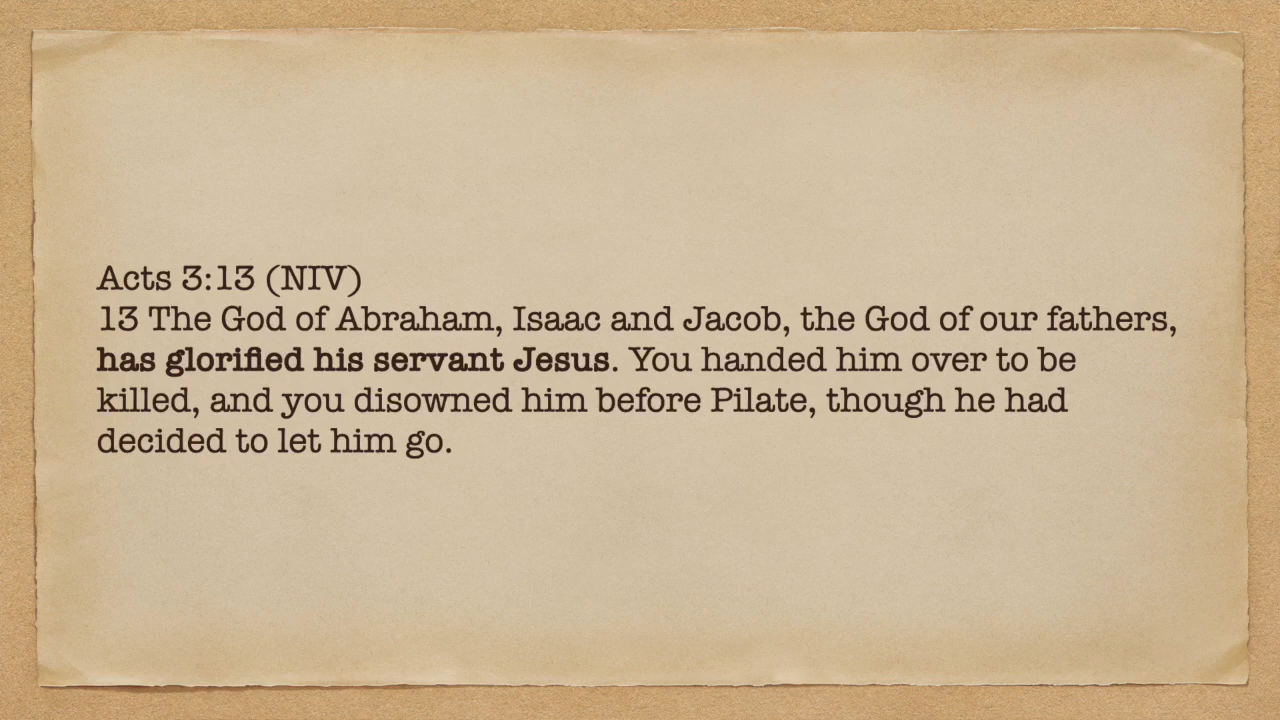 Acts 3:13 (NIV)
13 The God of Abraham, Isaac and Jacob, the God of our fathers,
has glorified his servant Jesus. You handed him over to be
killed, and you disowned him before Pilate, though he had
decided to let him go.